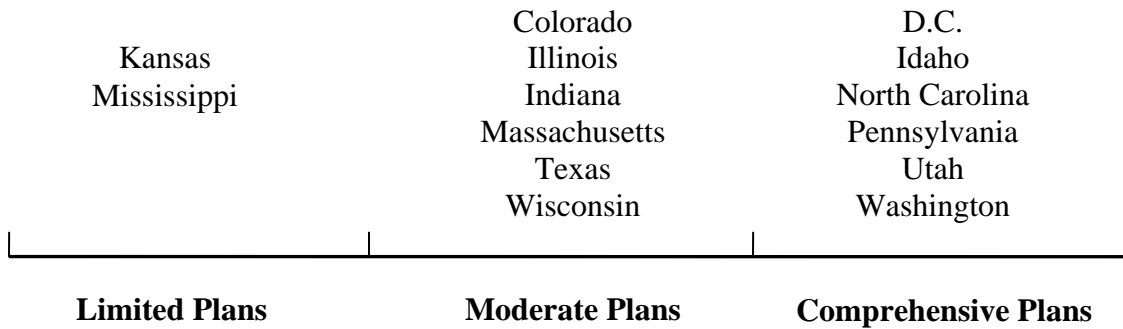 Kansas
Mississippi
Colorado
Illinois
Indiana
Massachusetts
Texas
Wisconsin
D.C.
Idaho
North Carolina
Pennsylvania
Utah
Washington
Limited Plans
Moderate Plans
Comprehensive Plans